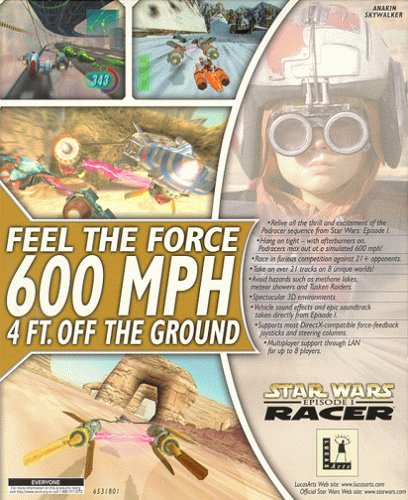 ANAKIN
SKYWALKER
343
•Relive all the thrill and excitement of the
Podracer sequence from Star Wars: Episode I.
•Hang on tight – with afterburners on,
Podracers max out at a simulated 600 mph!
•Race in furious competition against 21+ opponents.
•Take on over 21 tracks on 8 unique worlds!
•Avoid hazards such as methane lakes,
meteor showers and Tusken Raiders.
•Spectacular 3D environments.
•Vehicle sound effects and epic soundtrack
taken directly from Episode I.
•Supports most DirectX-compatible force-feedback
joysticks and steering columns.
•Multiplayer support through LAN
for up to 8 players.
FEEL THE FORCE
600 MPH
4 FT. OFF THE GROUND
STAR WARS
EPISODE I
RACER
LucasArts Web site: www.lucasarts.com
Official Star Wars Web site: www.starwars.com
EVERYONE
6531801